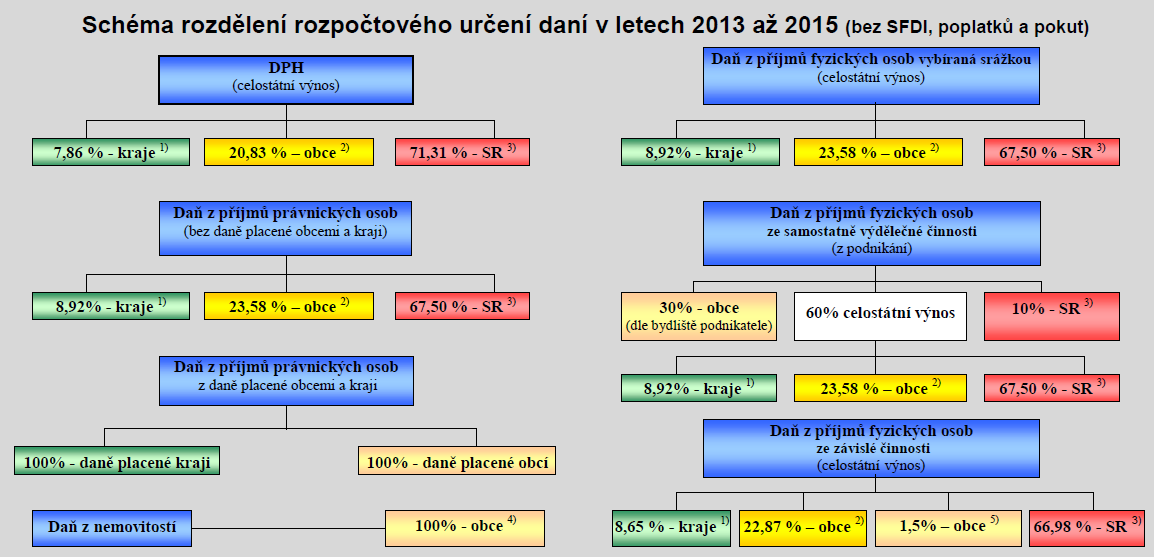 Schéma rozdělení rozpočtového určení daní v letech 2013 až 2015 (bez SFDI, poplatků a pokut)
DPH
(celostátní výnos)
7,86 % - kraje 1)
20,83 % – obce 2)
71,31 % - SR 3)
Daň z příjmů právnických osob
(bez daně placené obcemi a kraji)
8,92% - kraje 1)
23,58 % – obce 2)
67,50 % - SR 3)
Daň z příjmů právnických osob
z daně placené obcemi a kraji
100% - daně placené kraji
100% - daně placené obcí
Daň z nemovitostí
100% - obce 4)
Daň z příjmů fyzických osob vybíraná srážkou
(celostátní výnos)
8,92% - kraje 1)
23,58 % – obce 2)
67,50 % - SR 3)
Daň z příjmů fyzických osob
ze samostatně výdělečné činnosti
(z podnikání)
30% - obce
(dle bydliště podnikatele)
60% celostátní výnos
10% - SR 3)
8,92% - kraje 1)
23,58 % – obce 2)
67,50 % - SR 3)
Daň z příjmů fyzických osob
ze závislé činnosti
(celostátní výnos)
8,65 % - kraje 1)
22,87 % – obce 2)
1,5% – obce 5)
66,98 % - SR 3)